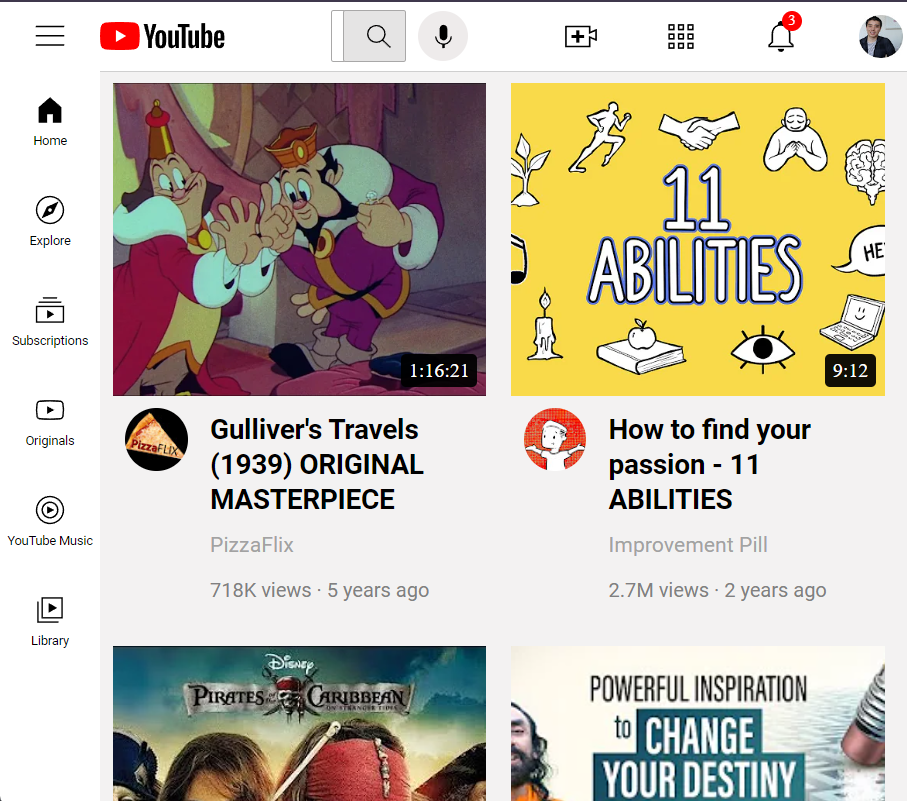 YouTube
3
Home
Explore
Subscriptions
Originals
YouTube Music
Library
1:16:21
PizzaFLIX
Gulliver's Travels
(1939) ORIGINAL
MASTERPIECE
PizzaFlix
718K views · 5 years ago
11
ABILITIES
HE
9:12
How to find your
passion - 11
ABILITIES
Improvement Pill
2.7M views · 2 years ago
Disney
PIRATES of the CARIBBEAN
ON STRANGER TIDES
POWERFUL INSPIRATION
to CHANGE
YOUR DESTINY